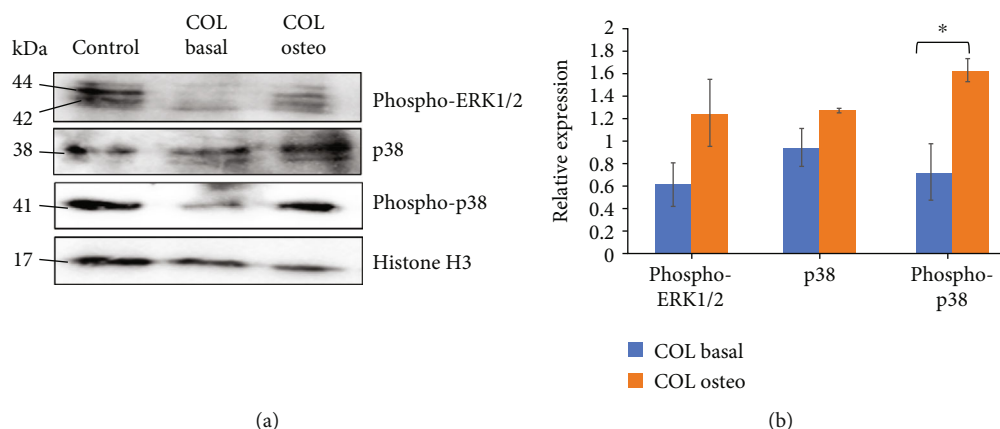 COL
basal
COL
osteo
kDa
Control
44
42
Phospho-ERK1/2
38
p38
41
Phospho-p38
17
Histone H3
(a)
Relative expression
2
1.8
1.6
1.4
1.2
1
0.8
0.6
0.4
0.2
0
*
Phospho-
ERK1/2
p38
Phospho-
p38
COL basal
COL osteo
(b)